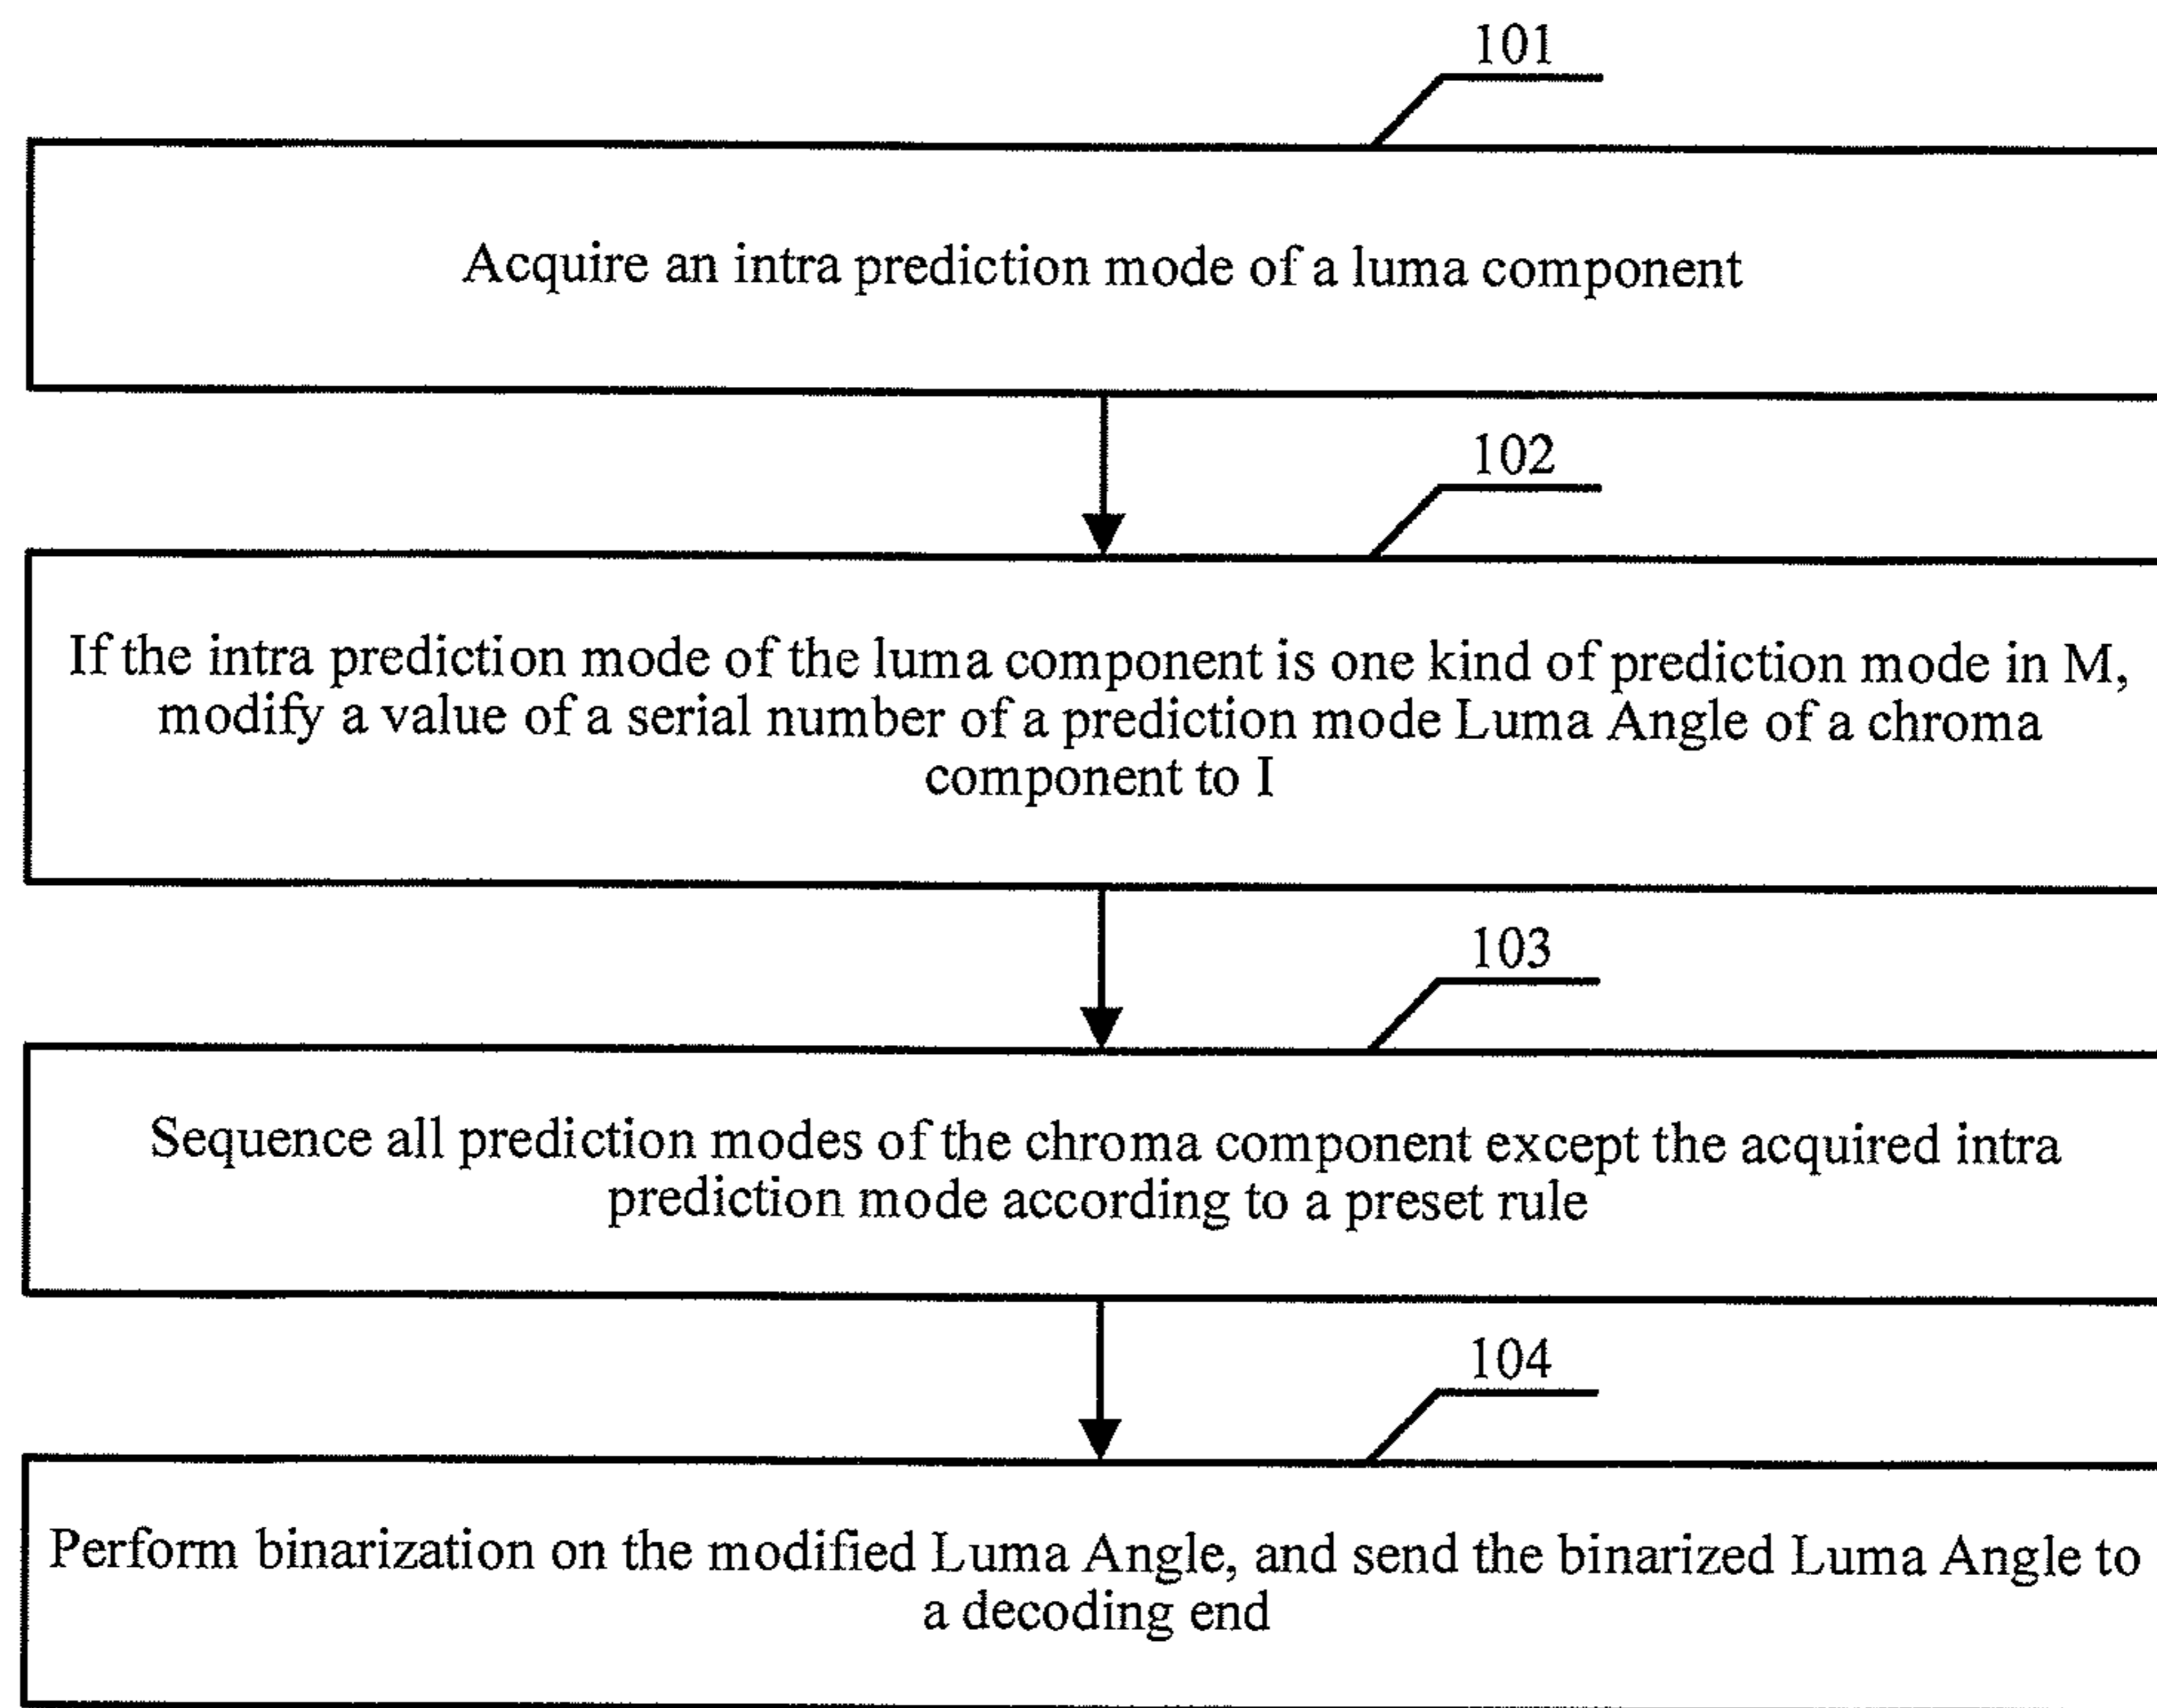 101
Acquire an intra prediction mode of a luma component
102
If the intra prediction mode of the luma component is one kind of prediction mode in M,
modify a value of a serial number of a prediction mode Luma Angle of a chroma
component to I
103
Sequence all prediction modes of the chroma component except the acquired intra
prediction mode according to a preset rule
104
Perform binarization on the modified Luma Angle, and send the binarized Luma Angle to
a decoding end